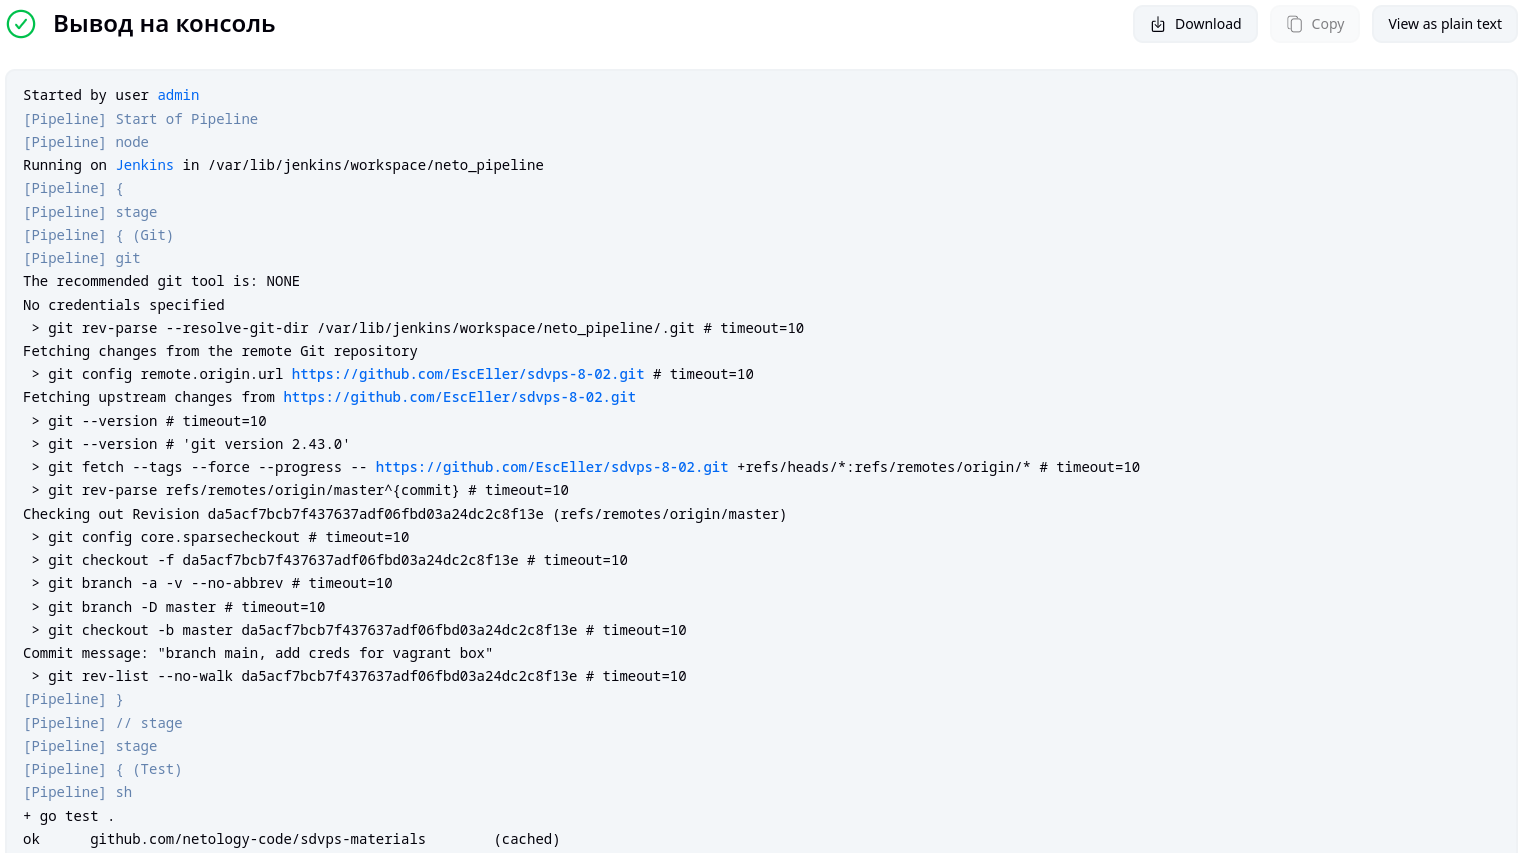 Вывод на консоль
Download
Copy
View as plain text
Started by user admin
[Pipeline] Start of Pipeline
[Pipeline] node
Running on Jenkins in /var/lib/jenkins/workspace/neto_pipeline
[Pipeline] {
[Pipeline] stage
[Pipeline] { (Git)
[Pipeline] git
The recommended git tool is: NONE
No credentials specified
 > git rev-parse --resolve-git-dir /var/lib/jenkins/workspace/neto_pipeline/.git # timeout=10
Fetching changes from the remote Git repository
 > git config remote.origin.url https://github.com/EscEller/sdvps-8-02.git # timeout=10
Fetching upstream changes from https://github.com/EscEller/sdvps-8-02.git
 > git --version # timeout=10
 > git --version # 'git version 2.43.0'
 > git fetch --tags --force --progress -- https://github.com/EscEller/sdvps-8-02.git +refs/heads/*:refs/remotes/origin/* # timeout=10
 > git rev-parse refs/remotes/origin/master^{commit} # timeout=10
Checking out Revision da5acf7bcb7f437637adf06fbd03a24dc2c8f13e (refs/remotes/origin/master)
 > git config core.sparsecheckout # timeout=10
 > git checkout -f da5acf7bcb7f437637adf06fbd03a24dc2c8f13e # timeout=10
 > git branch -a -v --no-abbrev # timeout=10
 > git branch -D master # timeout=10
 > git checkout -b master da5acf7bcb7f437637adf06fbd03a24dc2c8f13e # timeout=10
Commit message: "branch main, add creds for vagrant box"
 > git rev-list --no-walk da5acf7bcb7f437637adf06fbd03a24dc2c8f13e # timeout=10
[Pipeline] }
[Pipeline] // stage
[Pipeline] stage
[Pipeline] { (Test)
[Pipeline] sh
+ go test .
ok      github.com/netology-code/sdvps-materials        (cached)